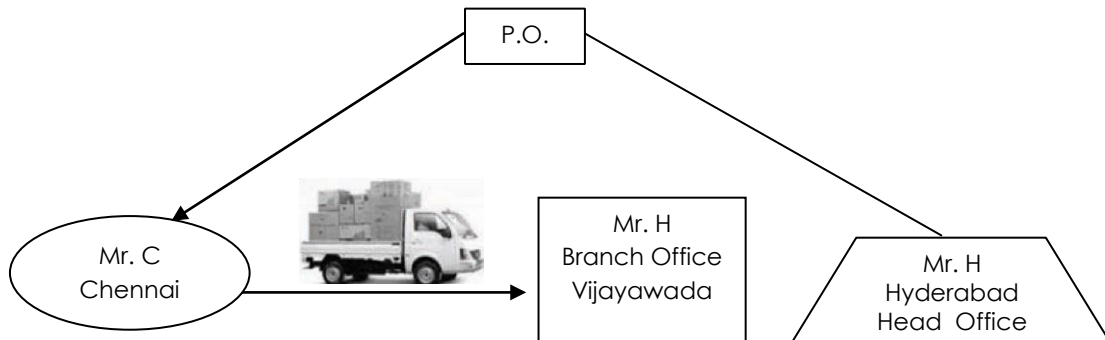 P.O.
Mr. C
Chennai
Mr. H
Branch Office
Vijayawada
Mr. H
Hyderabad
Head Office